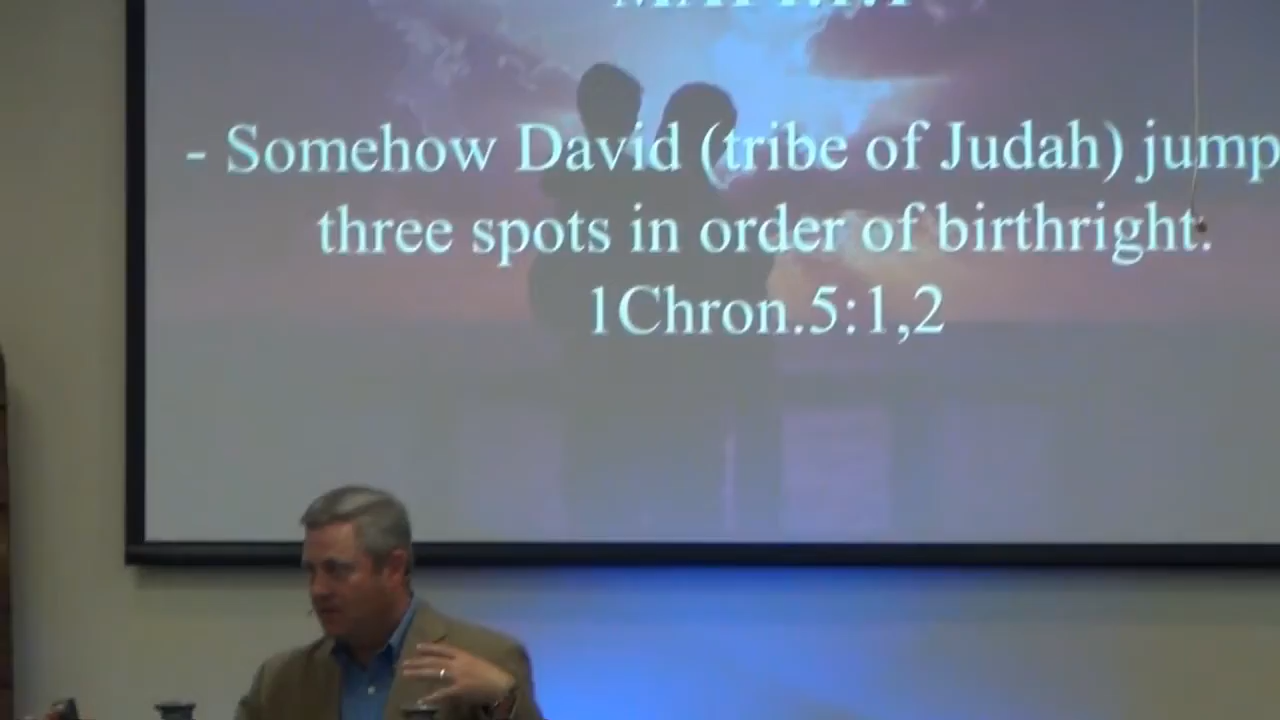 - Somehow David (tribe of Judah) jump
three spots in order of birthright.
1Chron.5:1,2